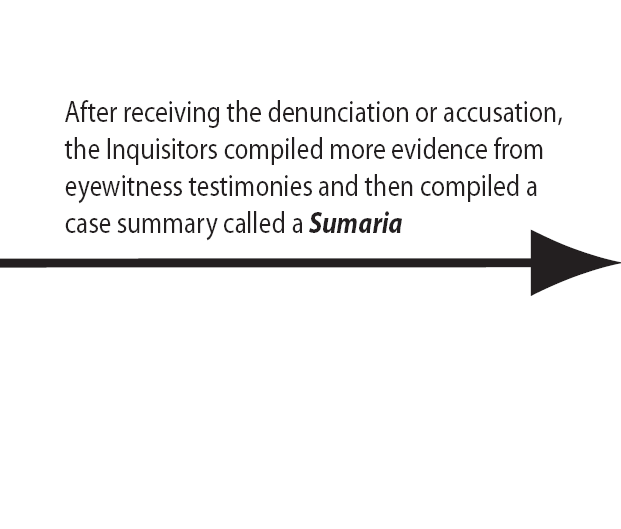 After receiving the denunciation or accusation,
the Inquisitors compiled more evidence from
eyewitness testimonies and then compiled a
case summary called a Sumaria